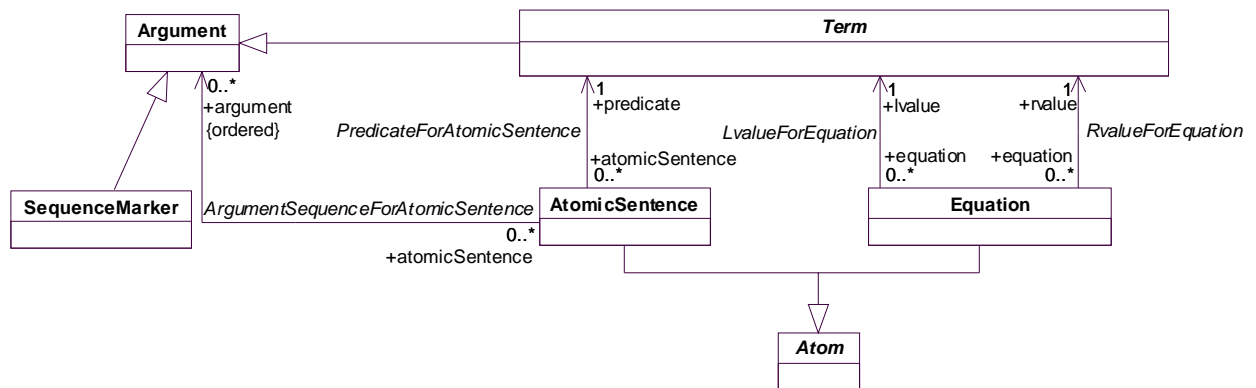 Argument
Term
0..*
+argument
{ordered}
1
+predicate
1
+lvalue
1
+rvalue
PredicateForAtomicSentence
LvalueForEquation
RvalueForEquation
+atomicSentence
0..*
+equation
0..*
+equation
0..*
SequenceMarker
ArgumentSequenceForAtomicSentence
AtomicSentence
Equation
0..*
+atomicSentence
Atom